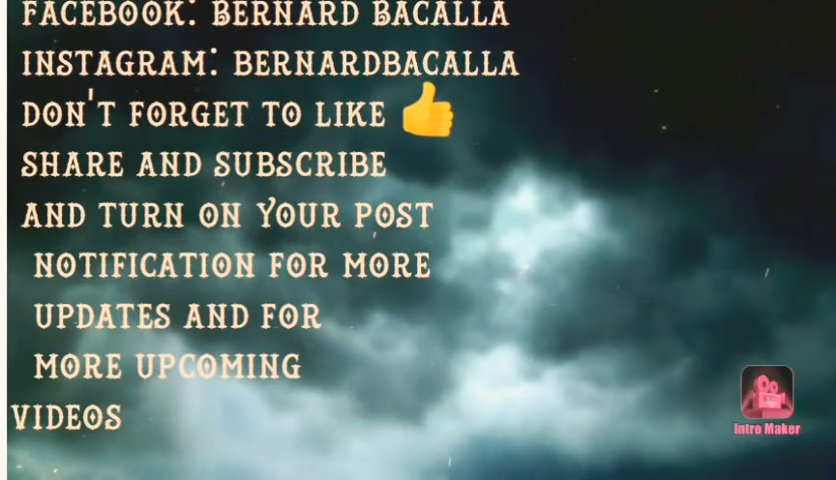 FACEBOOK: BERNARD BACALLA
INSTAGRAM: BERNARDBACALLA
DON'T FORGET TO LIKE 👍
SHARE AND SUBSCRIBE
AND TURN ON YOUR POST
NOTIFICATION FOR MORE
UPDATES AND FOR
MORE UPCOMING
VIDEOS
Intro Maker